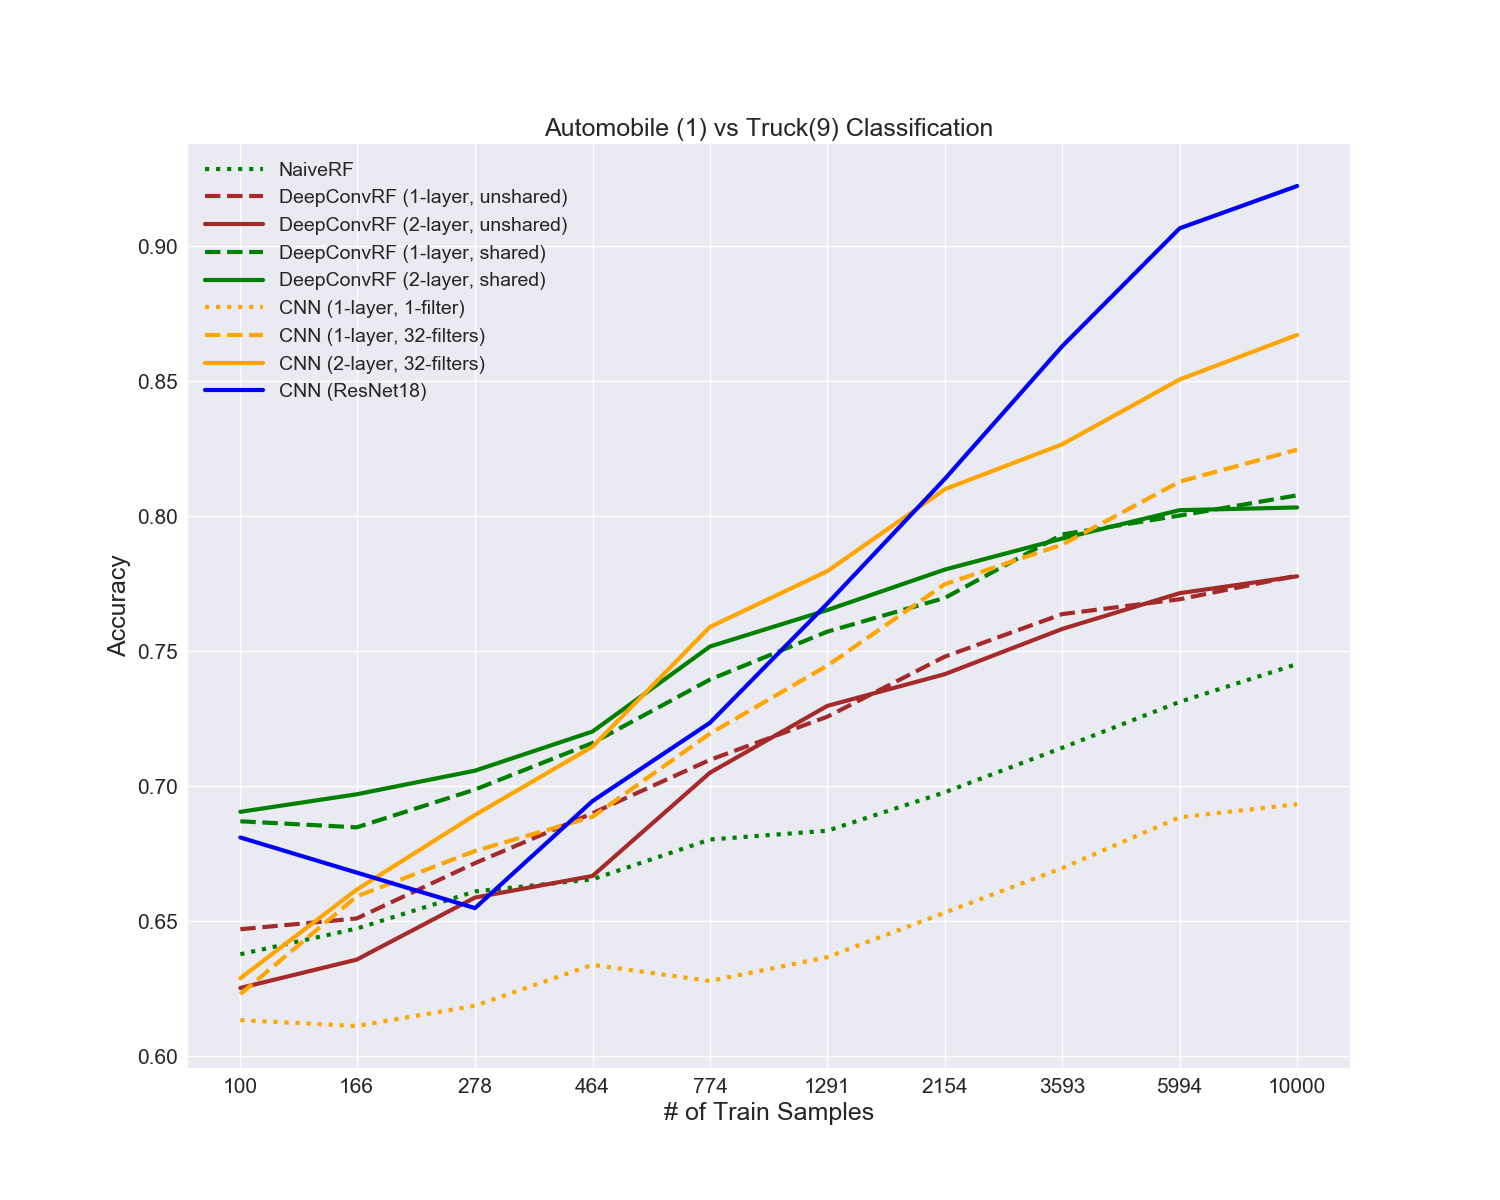 Automobile (1) vs Truck(9) Classification
NaiveRF
DeepConvRF (1-layer, unshared)
DeepConvRF (2-layer, unshared)
DeepConvRF (1-layer, shared)
DeepConvRF (2-layer, shared)
CNN (1-layer, 1-filter)
CNN (1-layer, 32-filters)
CNN (2-layer, 32-filters)
CNN (ResNet18)
Accuracy
0.90
0.85
0.80
0.75
0.70
0.65
0.60
100 166 278 464 774 1291 2154 3593 5994 10000
# of Train Samples